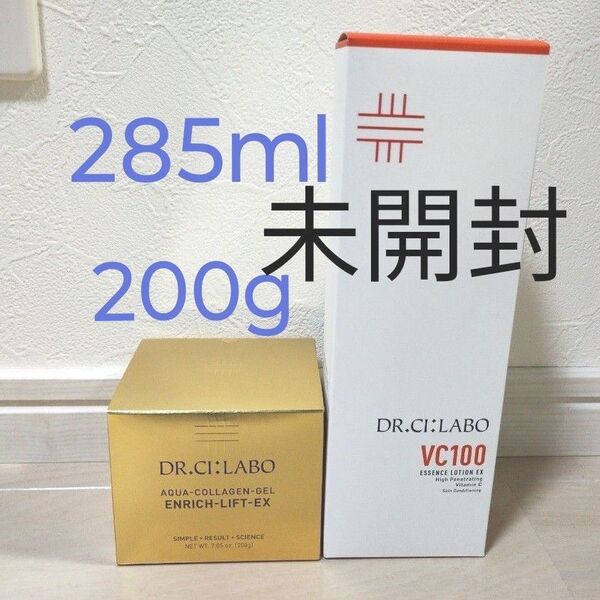 285ml
未開封
200g
DR.CI:LABO
VC100
ESSENCE LOTION EX
High Penetrating
Vitamin C
Skin Conditioning
DR.CI:LABO
AQUA-COLLAGEN-GEL
ENRICH-LIFT-EX
SIMPLE • RESULT • SCIENCE
NET WT. 7.05 oz. (200g)